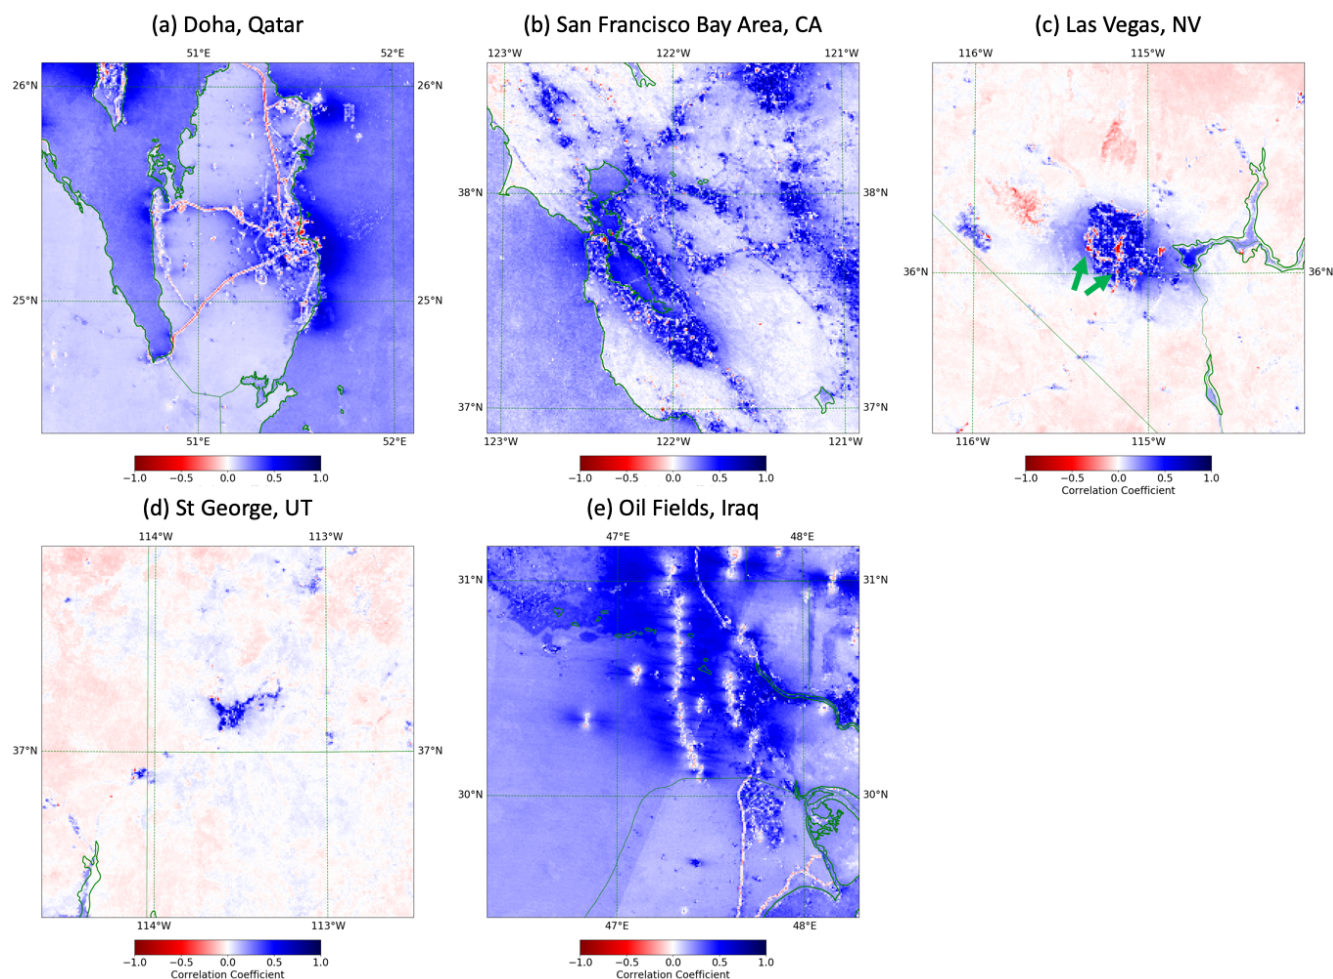 (a) Doha, Qatar
(b) San Francisco Bay Area, CA
(c) Las Vegas, NV
51°E 52°E
123°W 122°W 121°W
116°W 115°W
26°N 26°N
38°N 38°N
36°N 36°N
25°N 25°N
37°N 37°N
51°E 52°E
123°W 122°W 121°W
116°W 115°W
−1.0 −0.5 0.0 0.5 1.0
−1.0 −0.5 0.0 0.5 1.0
−1.0 −0.5 0.0 0.5 1.0
Correlation Coefficient
(d) St George, UT
(e) Oil Fields, Iraq
114°W 113°W
47°E 48°E
31°N 31°N
37°N 37°N
30°N 30°N
114°W 113°W
47°E 48°E
−1.0 −0.5 0.0 0.5 1.0
Correlation Coefficient
−1.0 −0.5 0.0 0.5 1.0
Correlation Coefficient